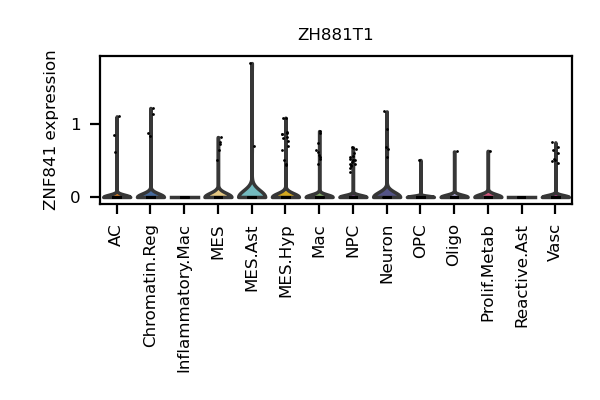 ZH881T1
ZNF841 expression
1
0
AC
Chromatin.Reg
Inflammatory.Mac
MES
MES.Ast
MES.Hyp
Mac
NPC
Neuron
OPC
Oligo
Prolif.Metab
Reactive.Ast
Vasc